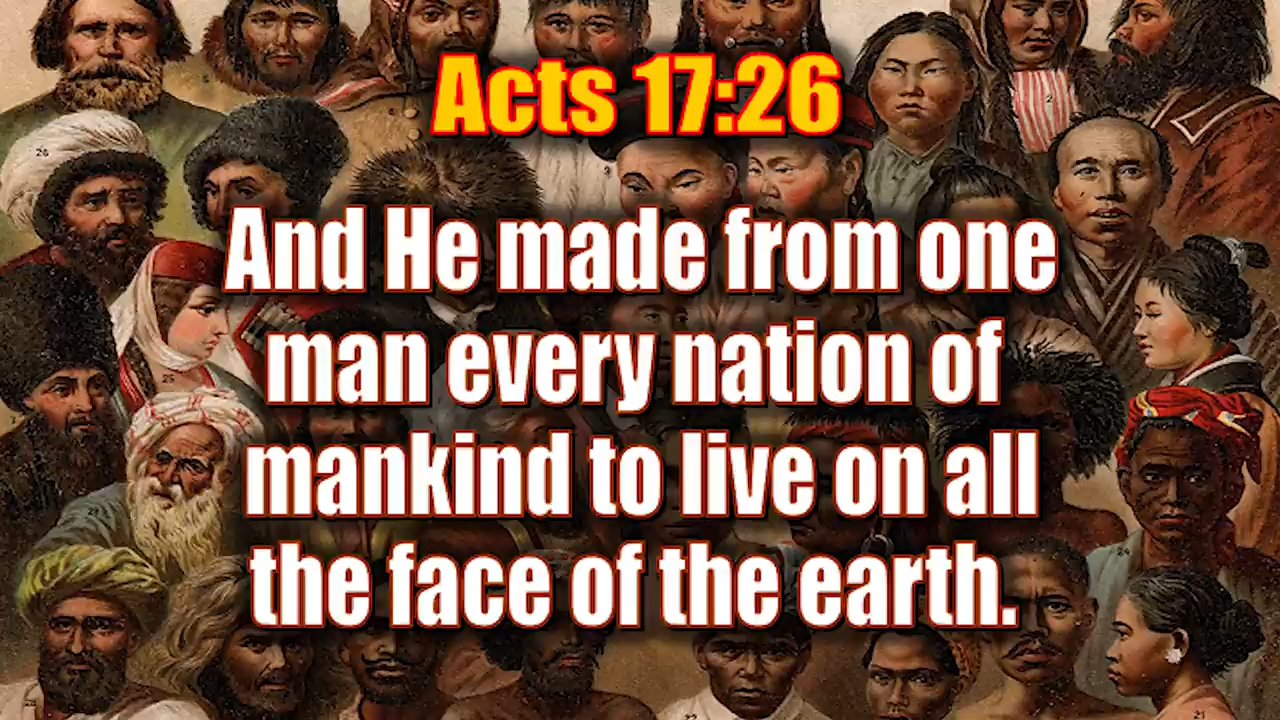 Acts 17:26
And He made from one
man every nation of
mankind to live on all
the face of the earth.